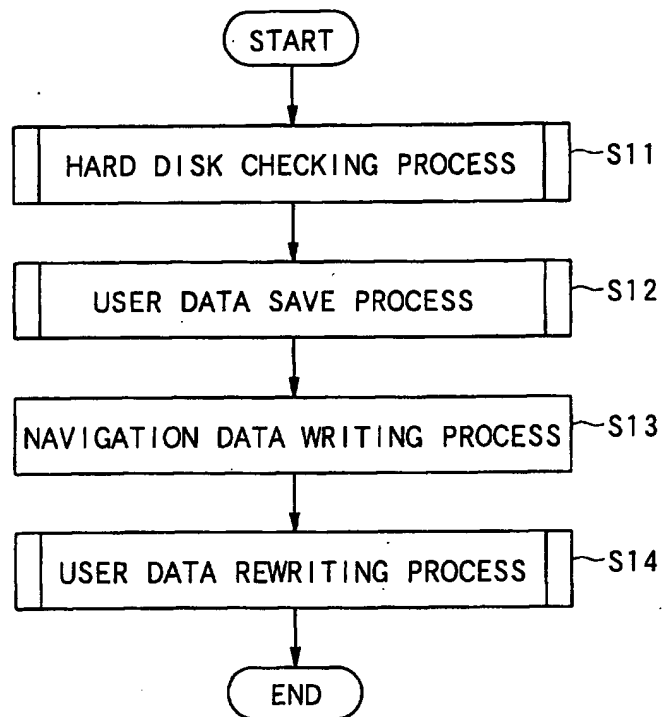 START
HARD DISK CHECKING PROCESS S11
USER DATA SAVE PROCESS S12
NAVIGATION DATA WRITING PROCESS S13
USER DATA REWRITING PROCESS S14
END